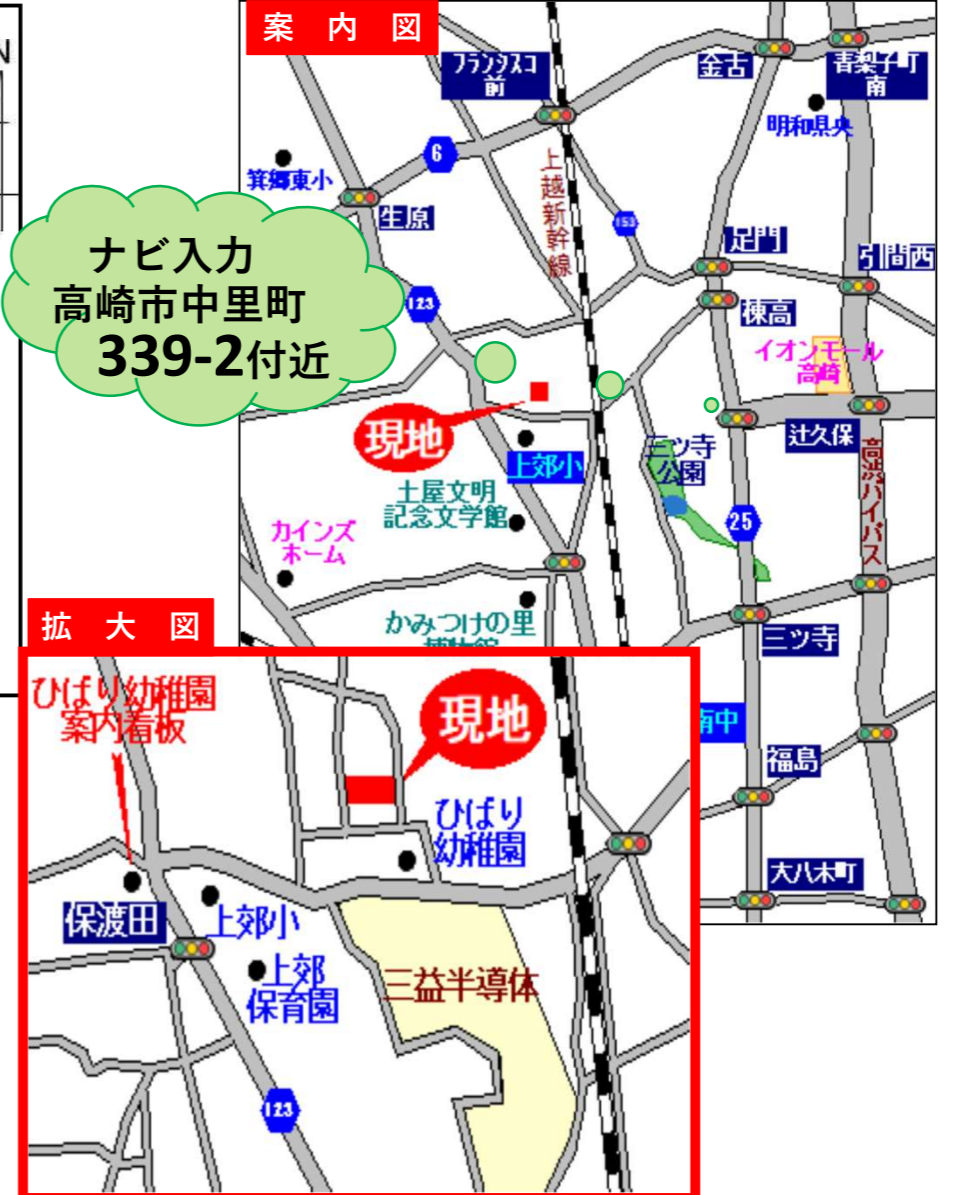 N
案 内 図
フランタスコ
前
金古
青梨子町
南
明和県央
6
箕郷東小
生原
上越新幹線
153
足門
引間西
ナビ入力
高崎市中里町
339-2付近
123
棟高
イオンモール
高崎
現地
辻久保
上郊小
三ツ寺
公園
高渋バイパス
土屋文明
記念文学館
25
カインズ
ホーム
かみつけの里
三ツ寺
南中
福島
大八木町
拡 大 図
ひばり幼稚園
案内看板
現地
ひばり
幼稚園
保渡田
上郊小
上郊
保育園
三益半導体
123